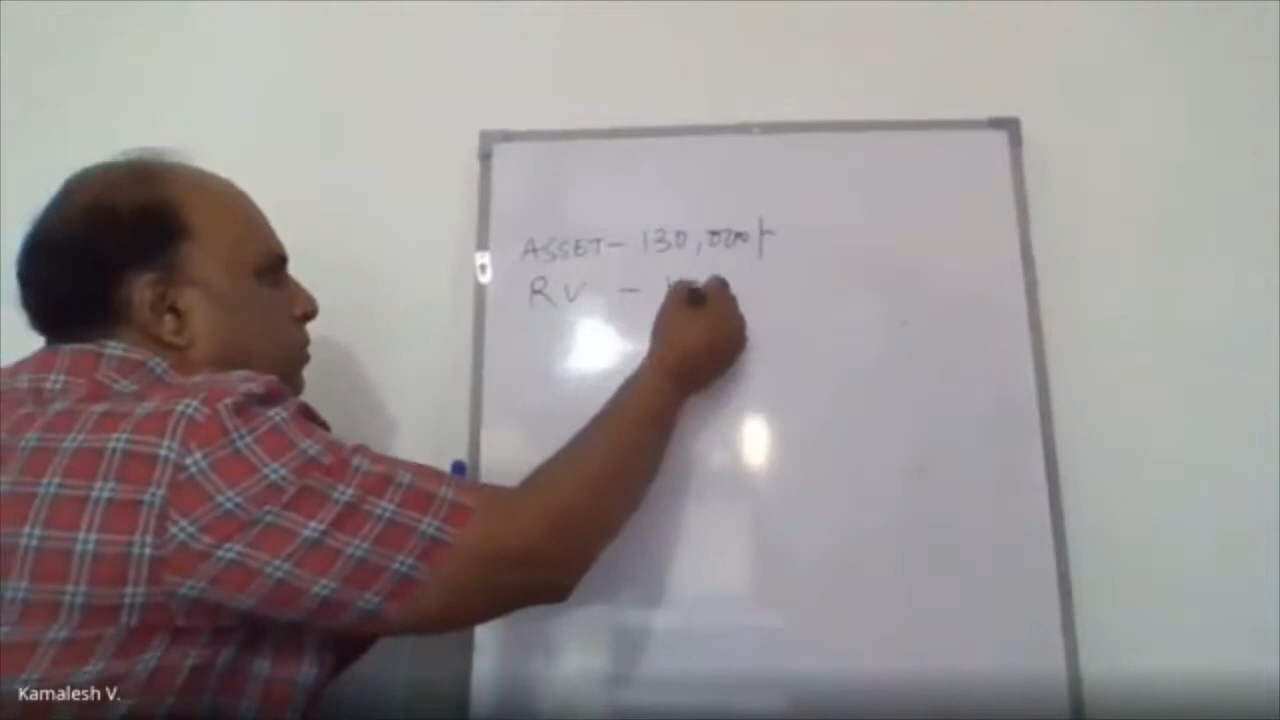 ASSET - 130,000/-
RV -
Kamalesh V.